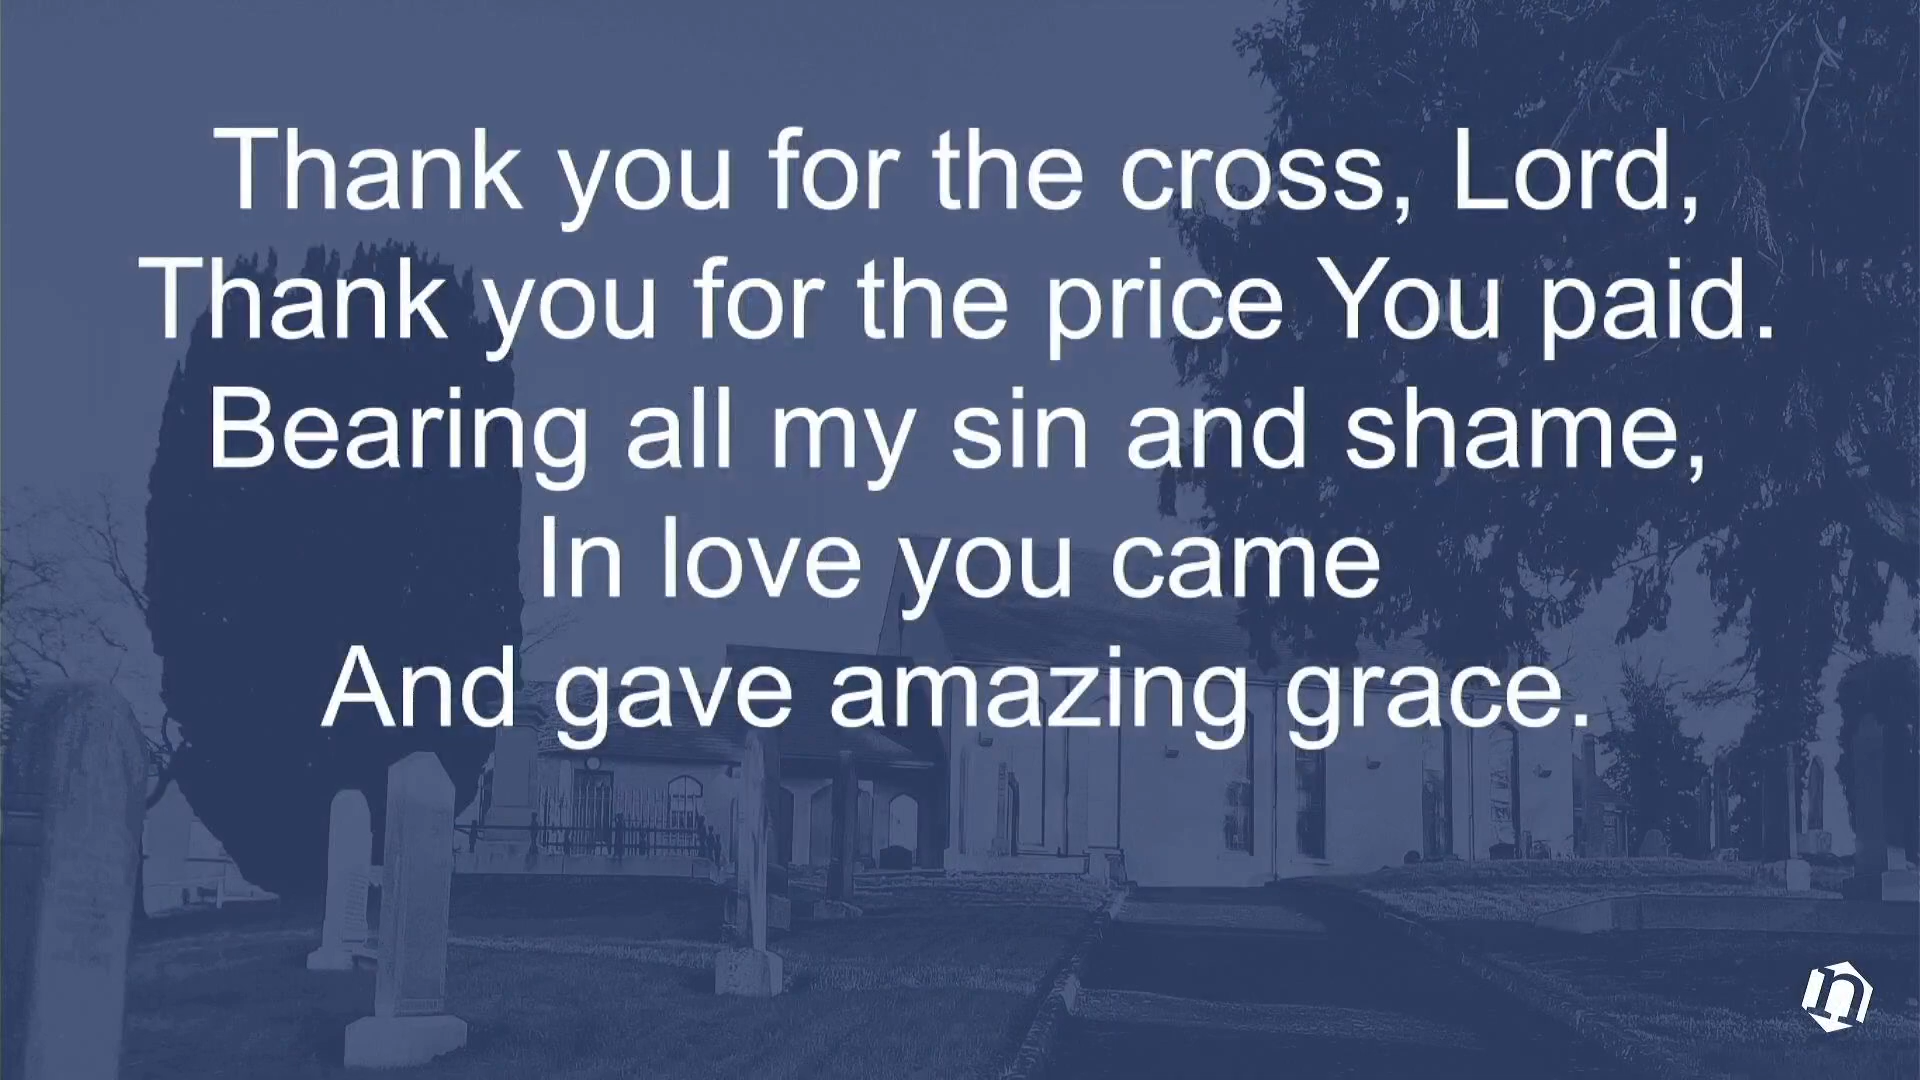 Thank you for the cross, Lord,
Thank you for the price You paid.
Bearing all my sin and shame,
In love you came
And gave amazing grace.
n